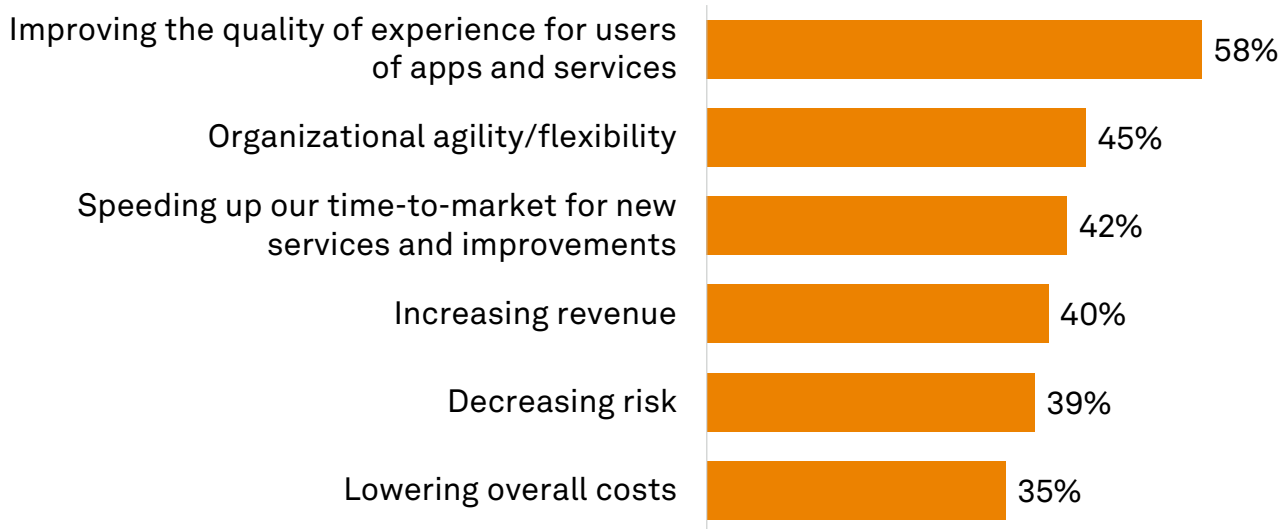 Improving the quality of experience for users
of apps and services
58%
Organizational agility/flexibility
45%
Speeding up our time-to-market for new
services and improvements
42%
Increasing revenue
40%
Decreasing risk
39%
Lowering overall costs
35%